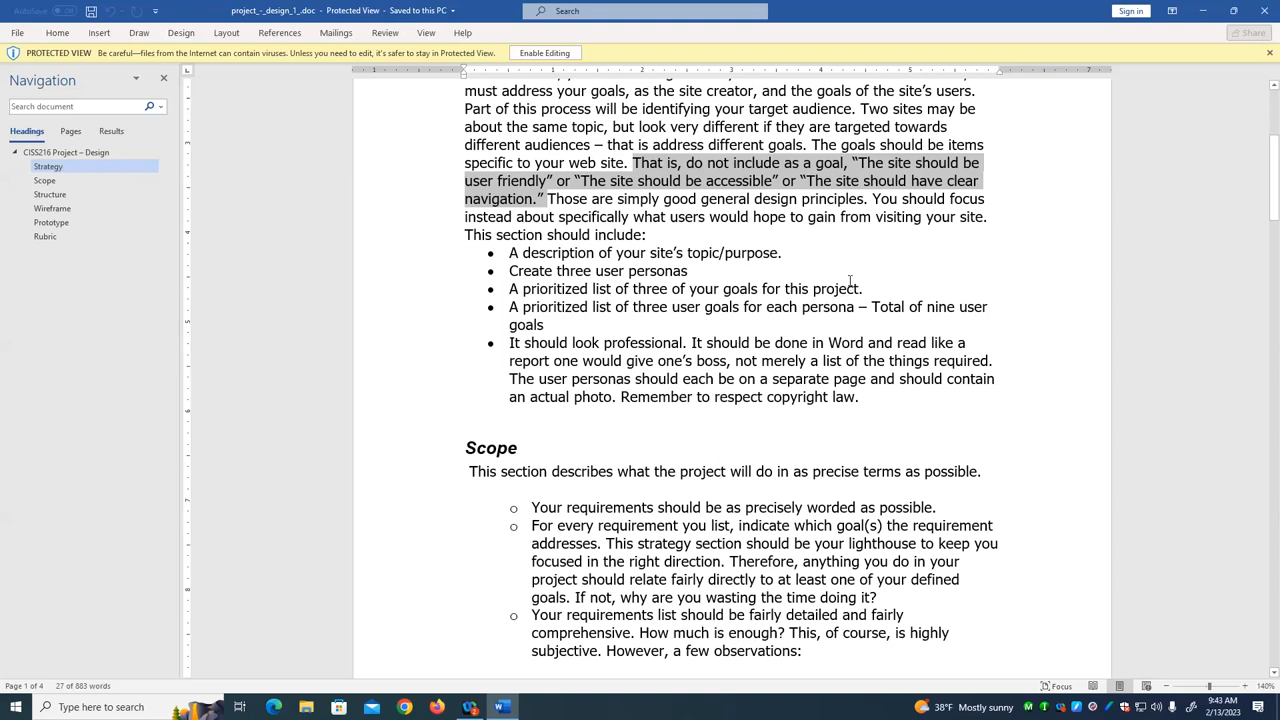 AutoSave Off
project_-_design_1.doc - Protected View • Saved to this PC
Search
Sign in
File Home Insert Draw Design Layout References Mailings Review View Help
Share
PROTECTED VIEW Be careful—files from the Internet can contain viruses. Unless you need to edit, it's safer to stay in Protected View. Enable Editing
Navigation
Search document
Headings Pages Results
CISS216 Project – Design
Strategy
Scope
Structure
Wireframe
Prototype
Rubric
must address your goals, as the site creator, and the goals of the site's users.
Part of this process will be identifying your target audience. Two sites may be
about the same topic, but look very different if they are targeted towards
different audiences – that is address different goals. The goals should be items
specific to your web site. That is, do not include as a goal, “The site should be
user friendly” or “The site should be accessible” or “The site should have clear
navigation.” Those are simply good general design principles. You should focus
instead about specifically what users would hope to gain from visiting your site.
This section should include:
• A description of your site's topic/purpose.
• Create three user personas
• A prioritized list of three of your goals for this project.
• A prioritized list of three user goals for each persona – Total of nine user
goals
• It should look professional. It should be done in Word and read like a
report one would give one's boss, not merely a list of the things required.
The user personas should each be on a separate page and should contain
an actual photo. Remember to respect copyright law.
Scope
This section describes what the project will do in as precise terms as possible.
o Your requirements should be as precisely worded as possible.
o For every requirement you list, indicate which goal(s) the requirement
addresses. This strategy section should be your lighthouse to keep you
focused in the right direction. Therefore, anything you do in your
project should relate fairly directly to at least one of your defined
goals. If not, why are you wasting the time doing it?
o Your requirements list should be fairly detailed and fairly
comprehensive. How much is enough? This, of course, is highly
subjective. However, a few observations:
Page 1 of 4 27 of 883 words
Focus
140%
Type here to search
38°F Mostly sunny
9:43 AM
2/13/2023